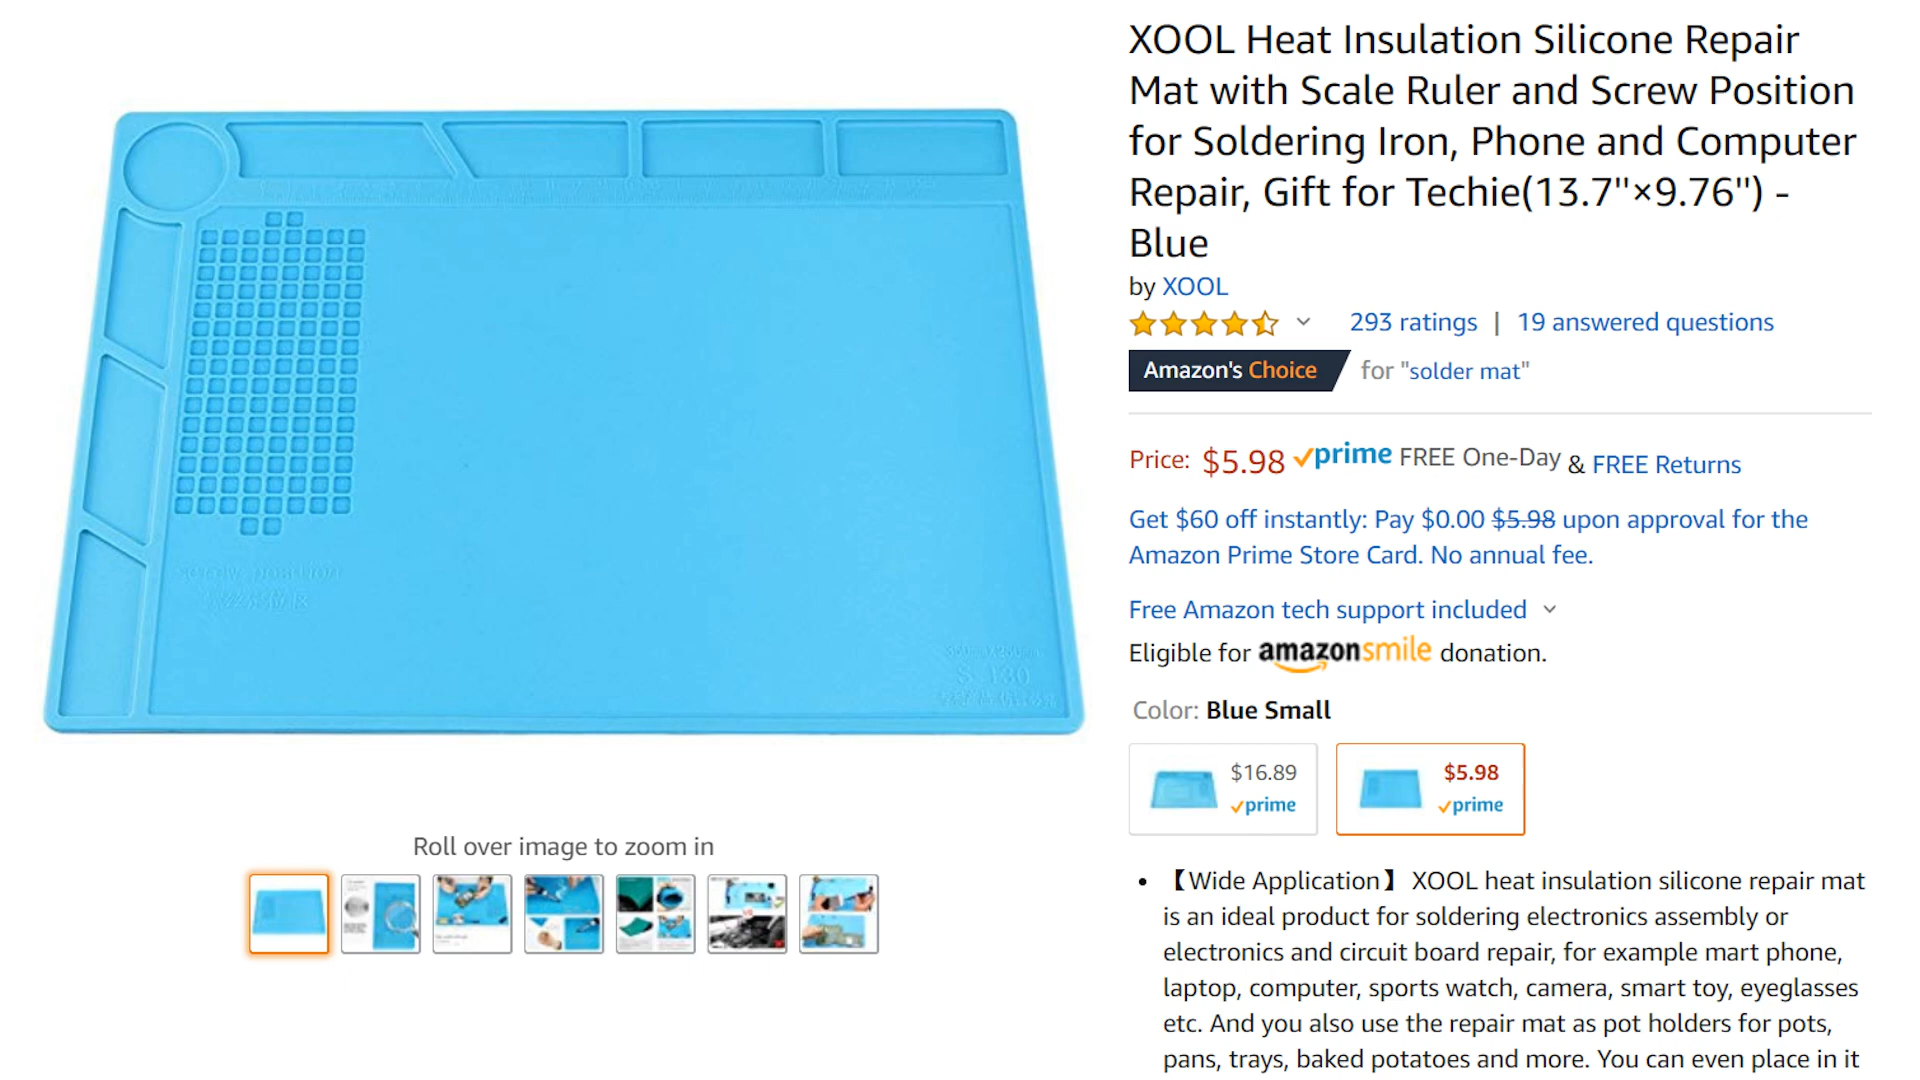 XOOL Heat Insulation Silicone Repair
Mat with Scale Ruler and Screw Position
for Soldering Iron, Phone and Computer
Repair, Gift for Techie(13.7"×9.76") -
Blue
by XOOL
293 ratings | 19 answered questions
Amazon's Choice for "solder mat"
Price: $5.98 prime FREE One-Day & FREE Returns
Get $60 off instantly: Pay $0.00 $5.98 upon approval for the
Amazon Prime Store Card. No annual fee.
Free Amazon tech support included
Eligible for amazonsmile donation.
Color: Blue Small
$16.89 $5.98
prime prime
• 【Wide Application】 XOOL heat insulation silicone repair mat
is an ideal product for soldering electronics assembly or
electronics and circuit board repair, for example mart phone,
laptop, computer, sports watch, camera, smart toy, eyeglasses
etc. And you also use the repair mat as pot holders for pots,
pans, trays, baked potatoes and more. You can even place in it
screw position
S-130
Roll over image to zoom in